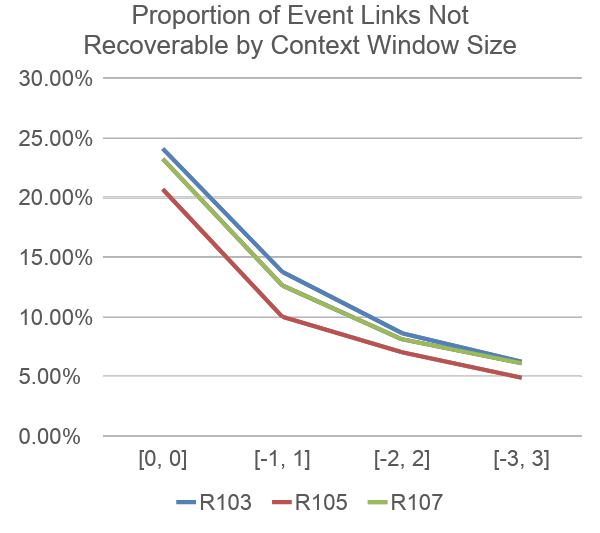 Proportion of Event Links Not
Recoverable by Context Window Size
30.00%
25.00%
20.00%
15.00%
10.00%
5.00%
0.00%
[0, 0] [-1, 1] [-2, 2] [-3, 3]
R103 R105 R107